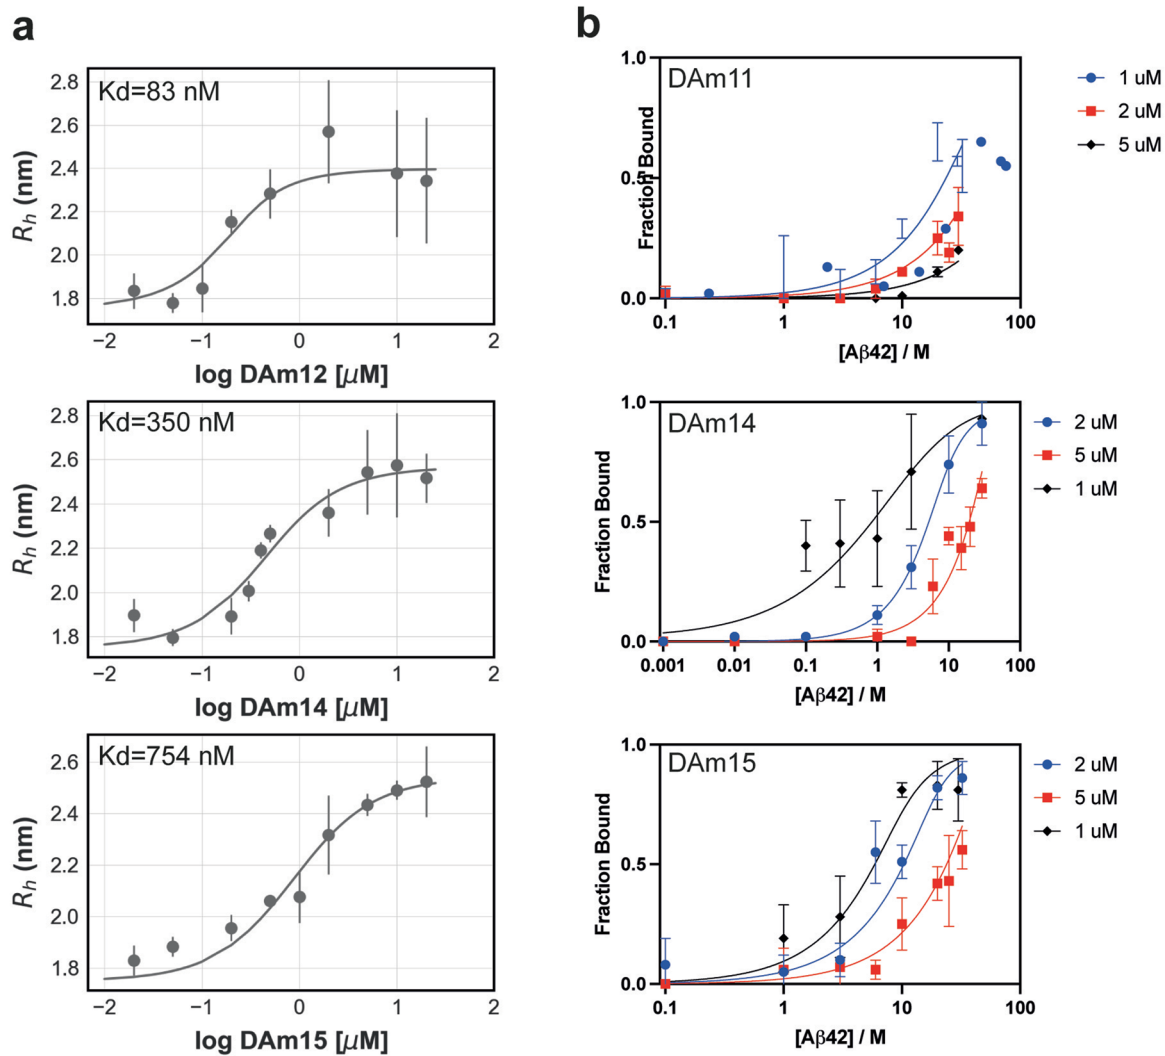 a
Kd=83 nM
2.8
2.6
2.4
2.2
2.0
1.8
Rh (nm)
−2 −1 0 1 2
log DAm12 [μM]
Kd=350 nM
2.8
2.6
2.4
2.2
2.0
1.8
Rh (nm)
−2 −1 0 1 2
log DAm14 [μM]
Kd=754 nM
2.6
2.4
2.2
2.0
1.8
Rh (nm)
−2 −1 0 1 2
log DAm15 [μM]
b
DAm11
1.0
0.5
0.0
Fraction Bound
0.1 1 10 100
[Aβ42] / M
1 uM
2 uM
5 uM
DAm14
1.0
0.5
0.0
Fraction Bound
0.001 0.01 0.1 1 10 100
[Aβ42] / M
2 uM
5 uM
1 uM
DAm15
1.0
0.5
0.0
Fraction Bound
0.1 1 10 100
[Aβ42] / M
2 uM
5 uM
1 uM